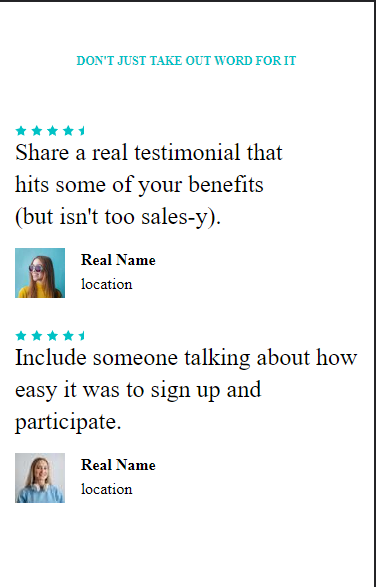 DON'T JUST TAKE OUT WORD FOR IT
Share a real testimonial that
hits some of your benefits
(but isn't too sales-y).
Real Name
location
Include someone talking about how
easy it was to sign up and
participate.
Real Name
location